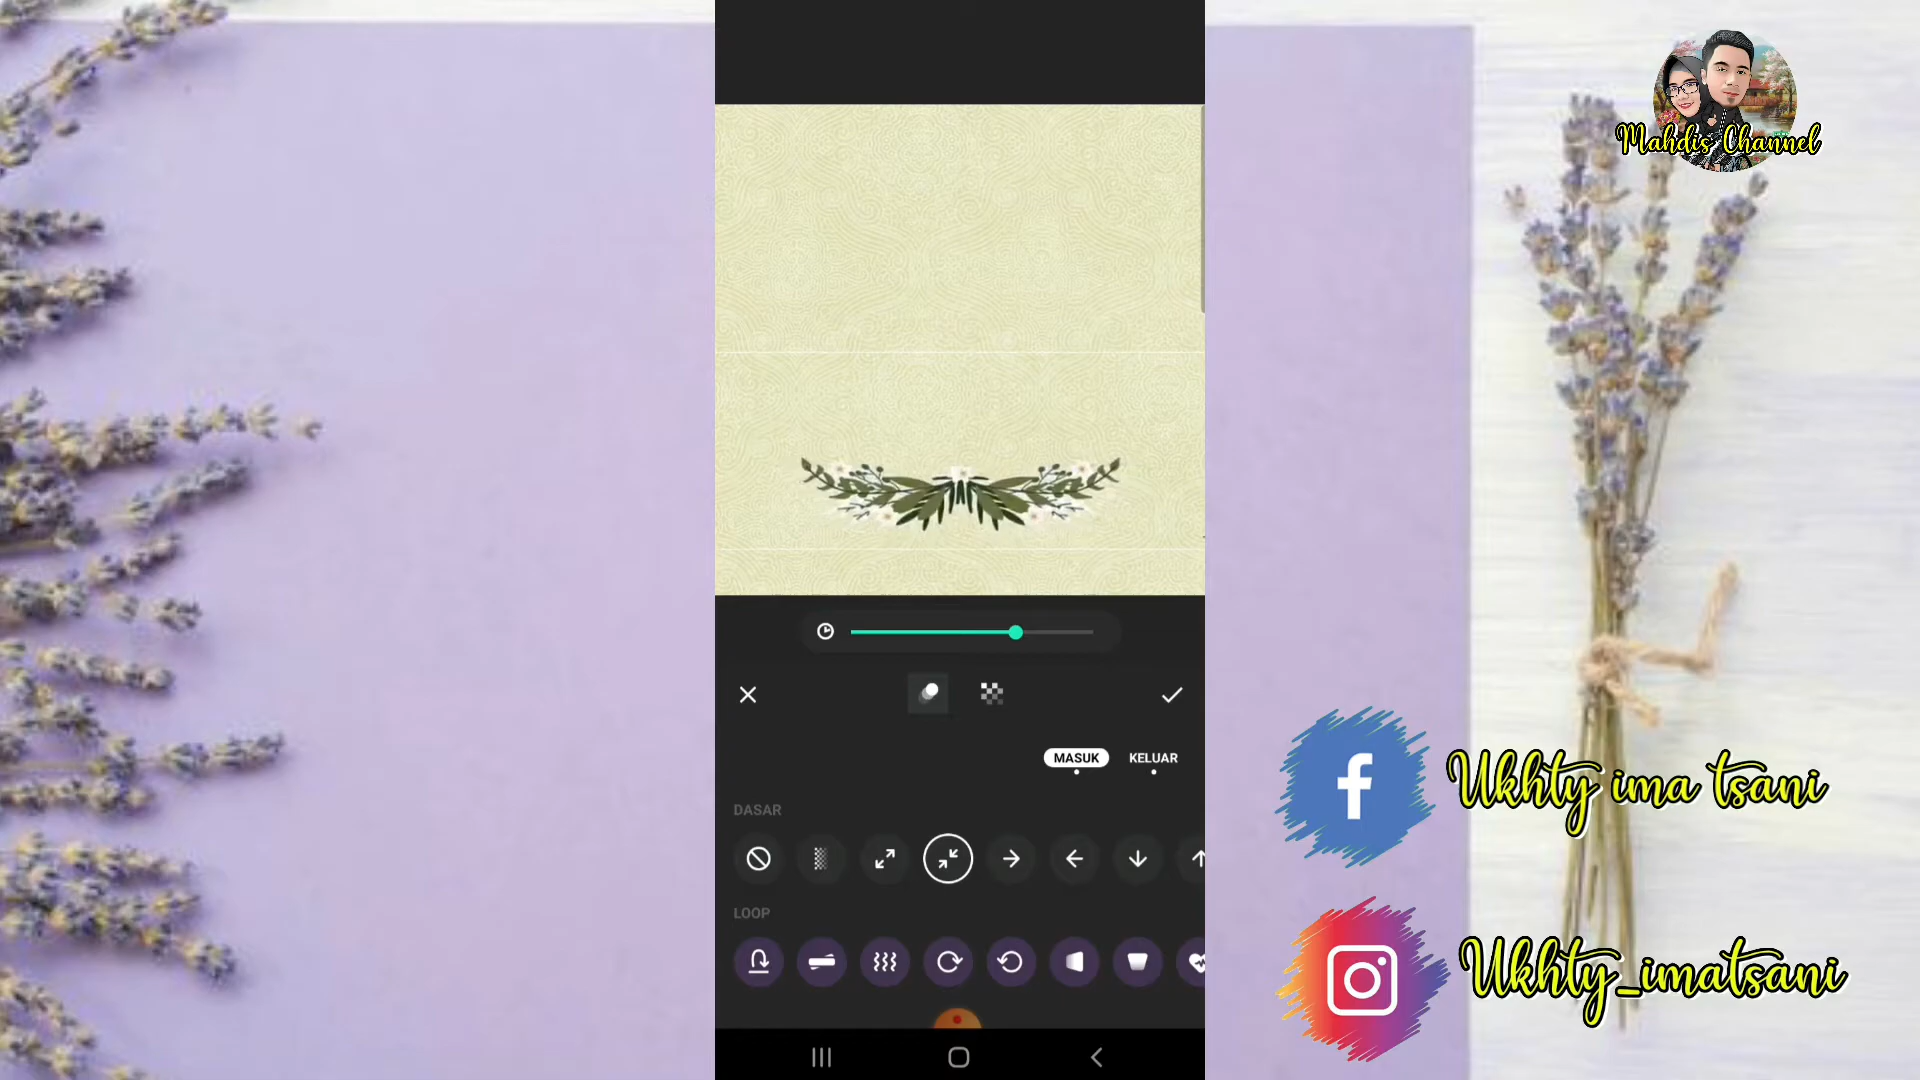 Mahdis Channel
MASUK KELUAR
DASAR
LOOP
Ukhty ima tsani
Ukhty_imatsani